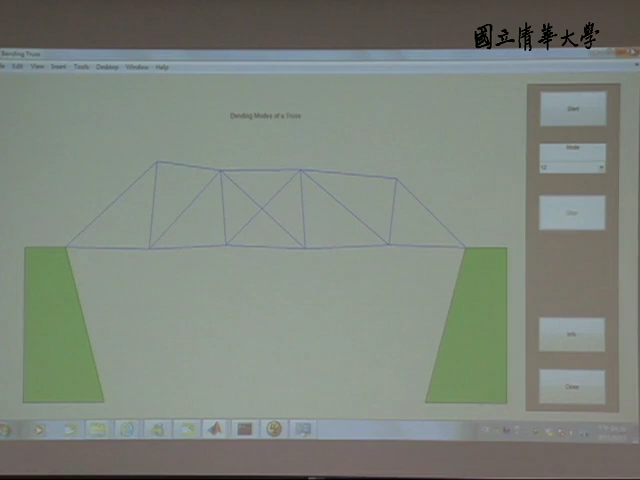 國立清華大學
Bending Truss
Edit View Insert Tools Desktop Window Help
Bending Modes of a Truss
Start
Mode
12
Stop
Info
Close